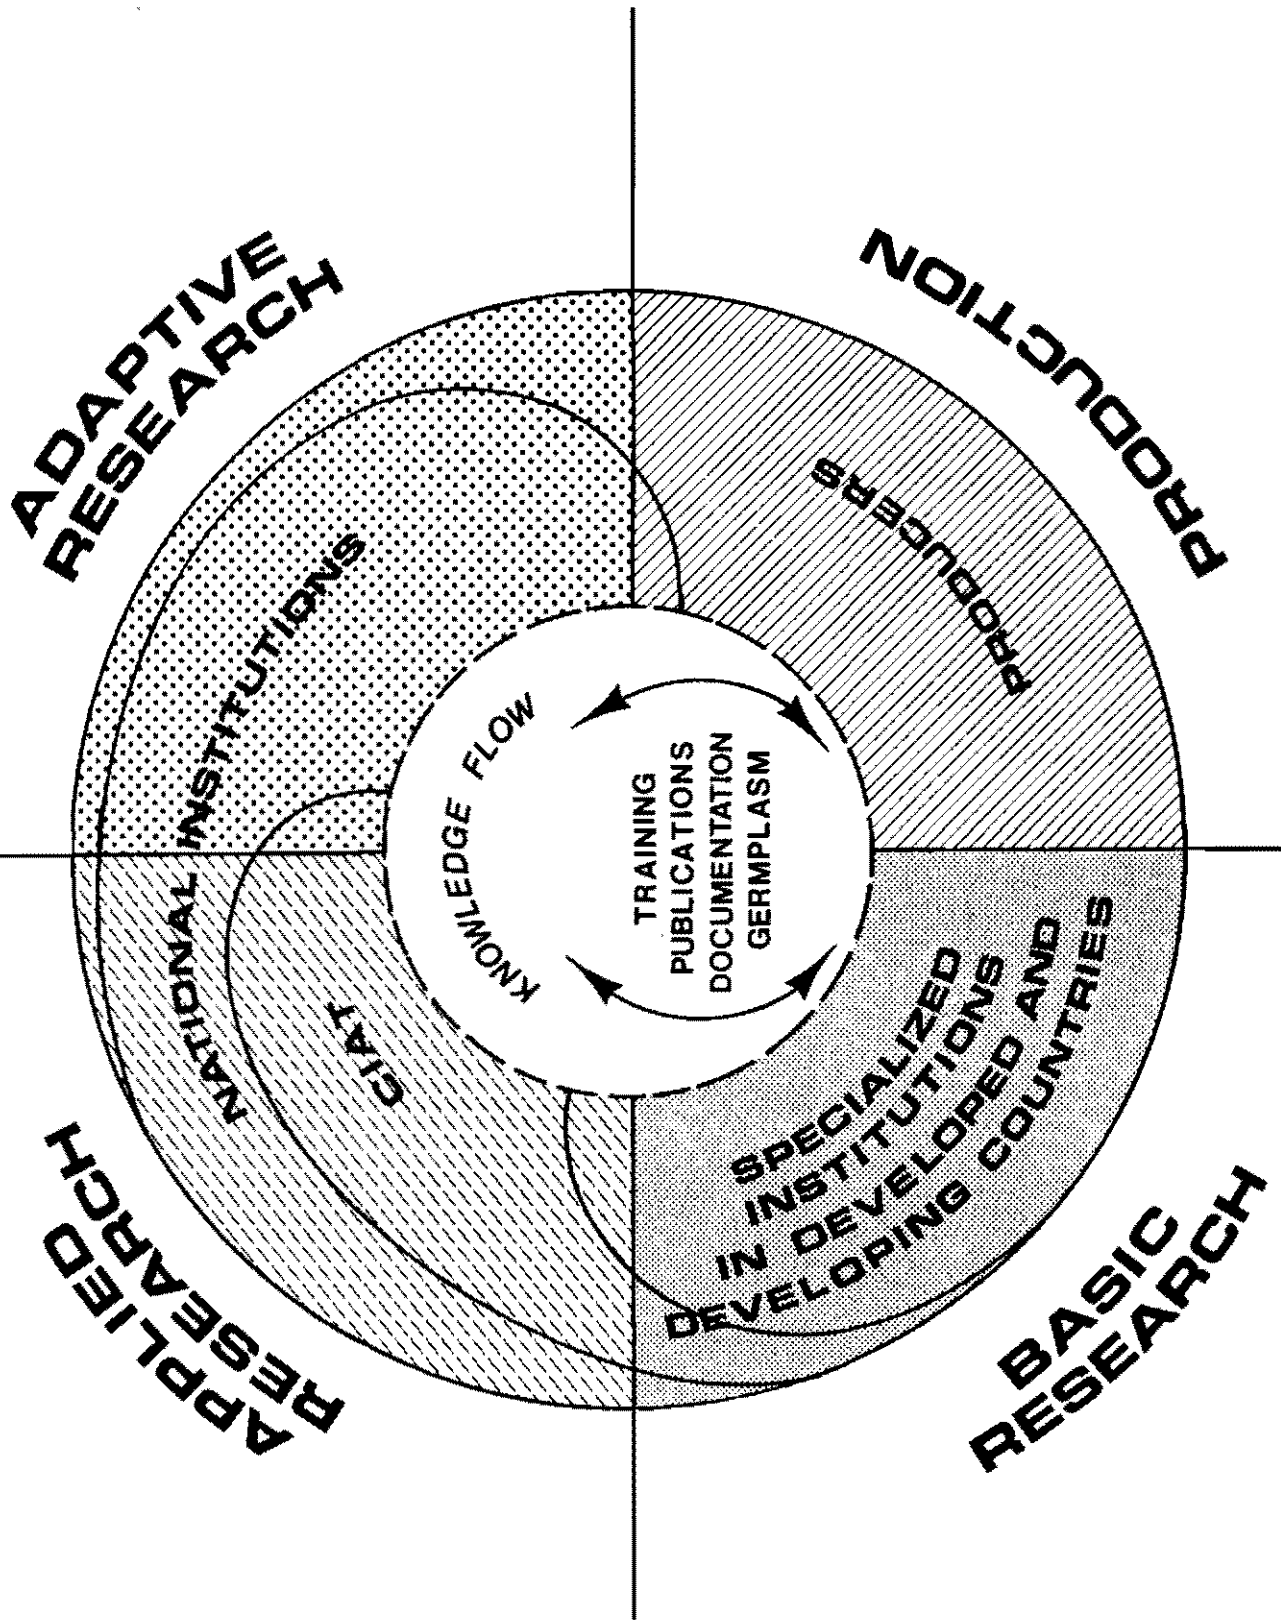 APPLIED
RESEARCH
ADAPTIVE
RESEARCH
NATIONAL INSTITUTIONS
CIAT
KNOWLEDGE FLOW
TRAINING
PUBLICATIONS
DOCUMENTATION
GERMPLASM
SPECIALIZED
INSTITUTIONS
IN DEVELOPED AND
DEVELOPING COUNTRIES
PRODUCERS
BASIC
RESEARCH
PRODUCTION